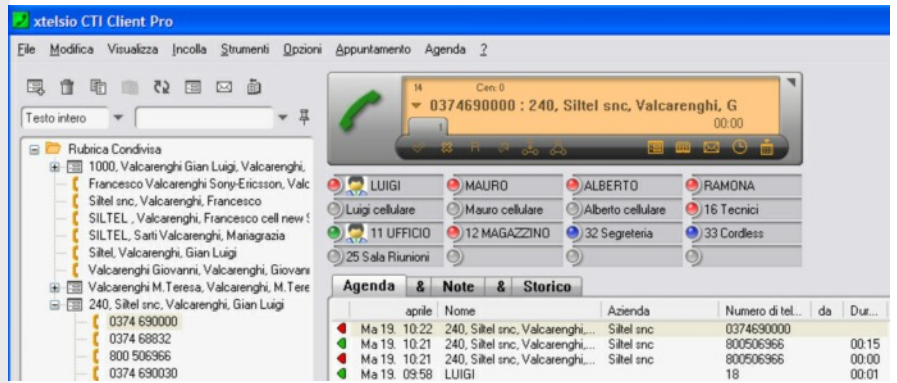 xtelsio CTI Client Pro
File Modifica Visualizza Incolla Strumenti Opzioni Appuntamento Agenda ?
14 Cen: 0
0374690000 : 240, Siltel snc, Valcarenghi, G
00:00
1
Testo intero
Rubrica Condivisa
1000, Valcarenghi Gian Luigi, Valcarenghi,
Francesco Valcarenghi Sony-Ericsson, Valc
Siltel snc, Valcarenghi, Francesco
SILTEL , Valcarenghi, Francesco cell new
SILTEL, Sarti Valcarenghi, Mariagrazia
Siltel, Valcarenghi, Gian Luigi
Valcarenghi Giovanni, Valcarenghi, Giovani
Valcarenghi M.Teresa, Valcarenghi, M.Tere
240, Siltel snc, Valcarenghi, Gian Luigi
0374 690000
0374 68832
800 506966
0374 690030
LUIGI MAURO ALBERTO RAMONA
Luigi cellulare Mauro cellulare Alberto cellulare 16 Tecnici
11 UFFICIO 12 MAGAZZINO 32 Segreteria 33 Cordless
25 Sala Riunioni
Agenda & Note & Storico
aprile Nome Azienda Numero di tel... da Dur...
Ma 19. 10:22 240, Siltel snc, Valcarenghi,... Siltel snc 0374690000
Ma 19. 10:21 240, Siltel snc, Valcarenghi,... Siltel snc 800506966 00:15
Ma 19. 10:21 240, Siltel snc, Valcarenghi,... Siltel snc 800506966 00:00
Ma 19. 09:58 LUIGI 18 00:01